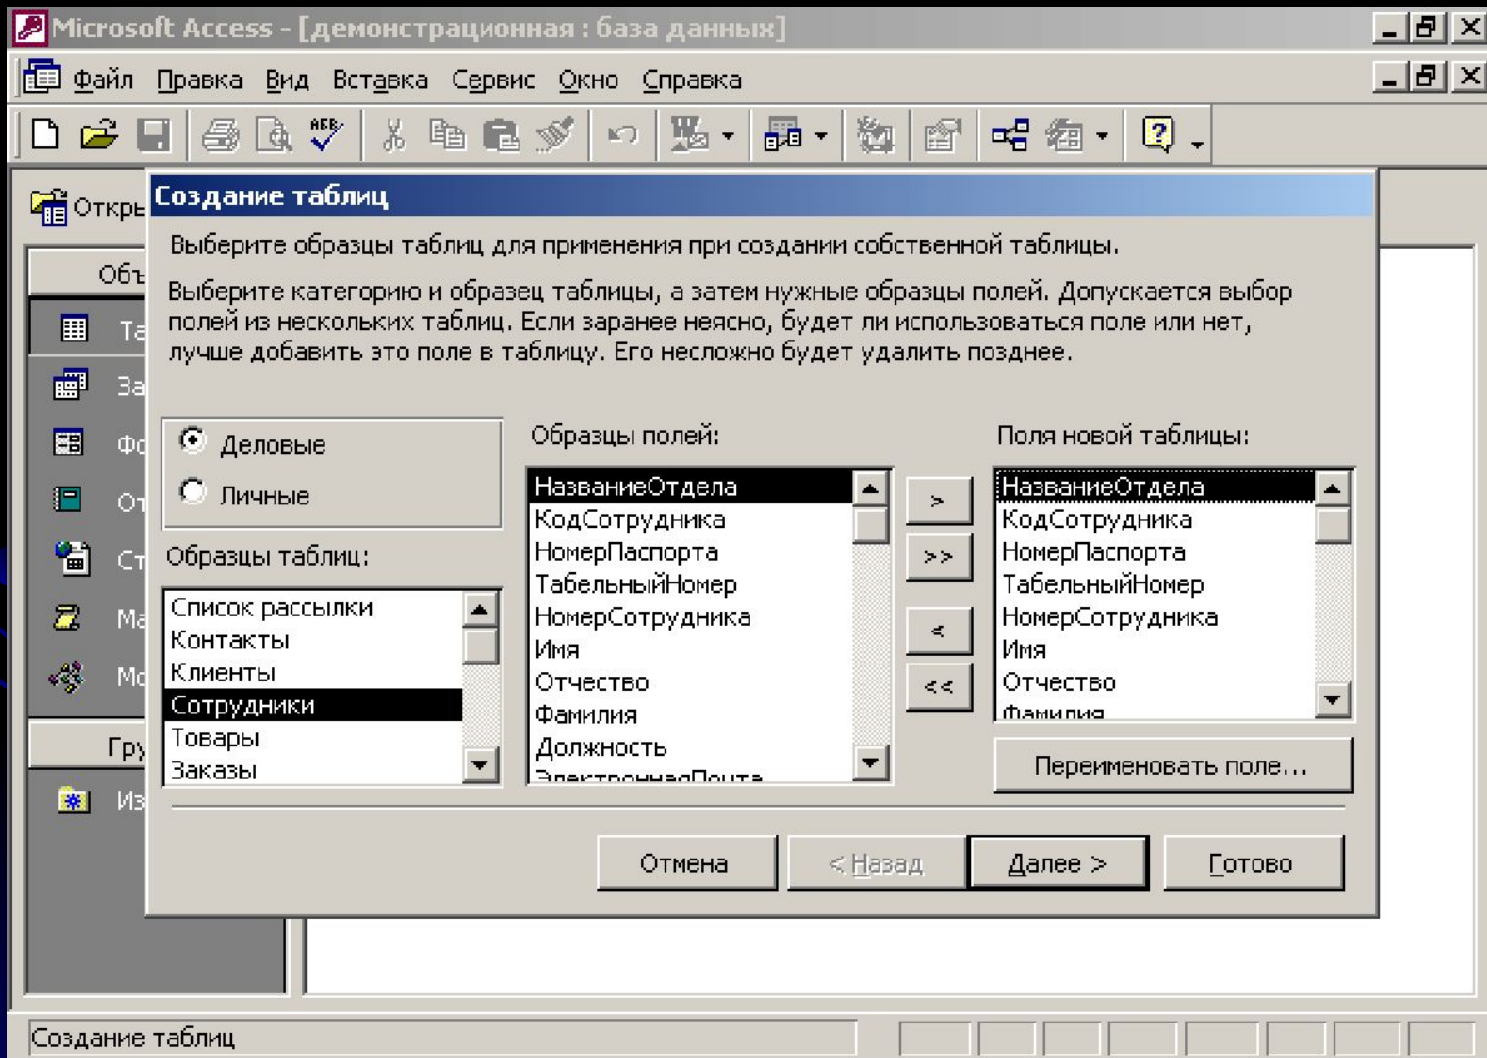 Microsoft Access - [демонстрационная : база данных]
Файл Правка Вид Вставка Сервис Окно Справка
Создание таблиц
Выберите образцы таблиц для применения при создании собственной таблицы.
Выберите категорию и образец таблицы, а затем нужные образцы полей. Допускается выбор
полей из нескольких таблиц. Если заранее неясно, будет ли использоваться поле или нет,
лучше добавить это поле в таблицу. Его несложно будет удалить позднее.
Деловые
Личные
Образцы таблиц:
Список рассылки
Контакты
Клиенты
Сотрудники
Товары
Заказы
Образцы полей:
НазваниеОтдела
КодСотрудника
НомерПаспорта
ТабельныйНомер
НомерСотрудника
Имя
Отчество
Фамилия
Должность
ЭлектроннаяПочта
>
>>
<
<<
Поля новой таблицы:
НазваниеОтдела
КодСотрудника
НомерПаспорта
ТабельныйНомер
НомерСотрудника
Имя
Отчество
Фамилия
Переименовать поле...
Отмена
< Назад
Далее >
Готово
Создание таблиц